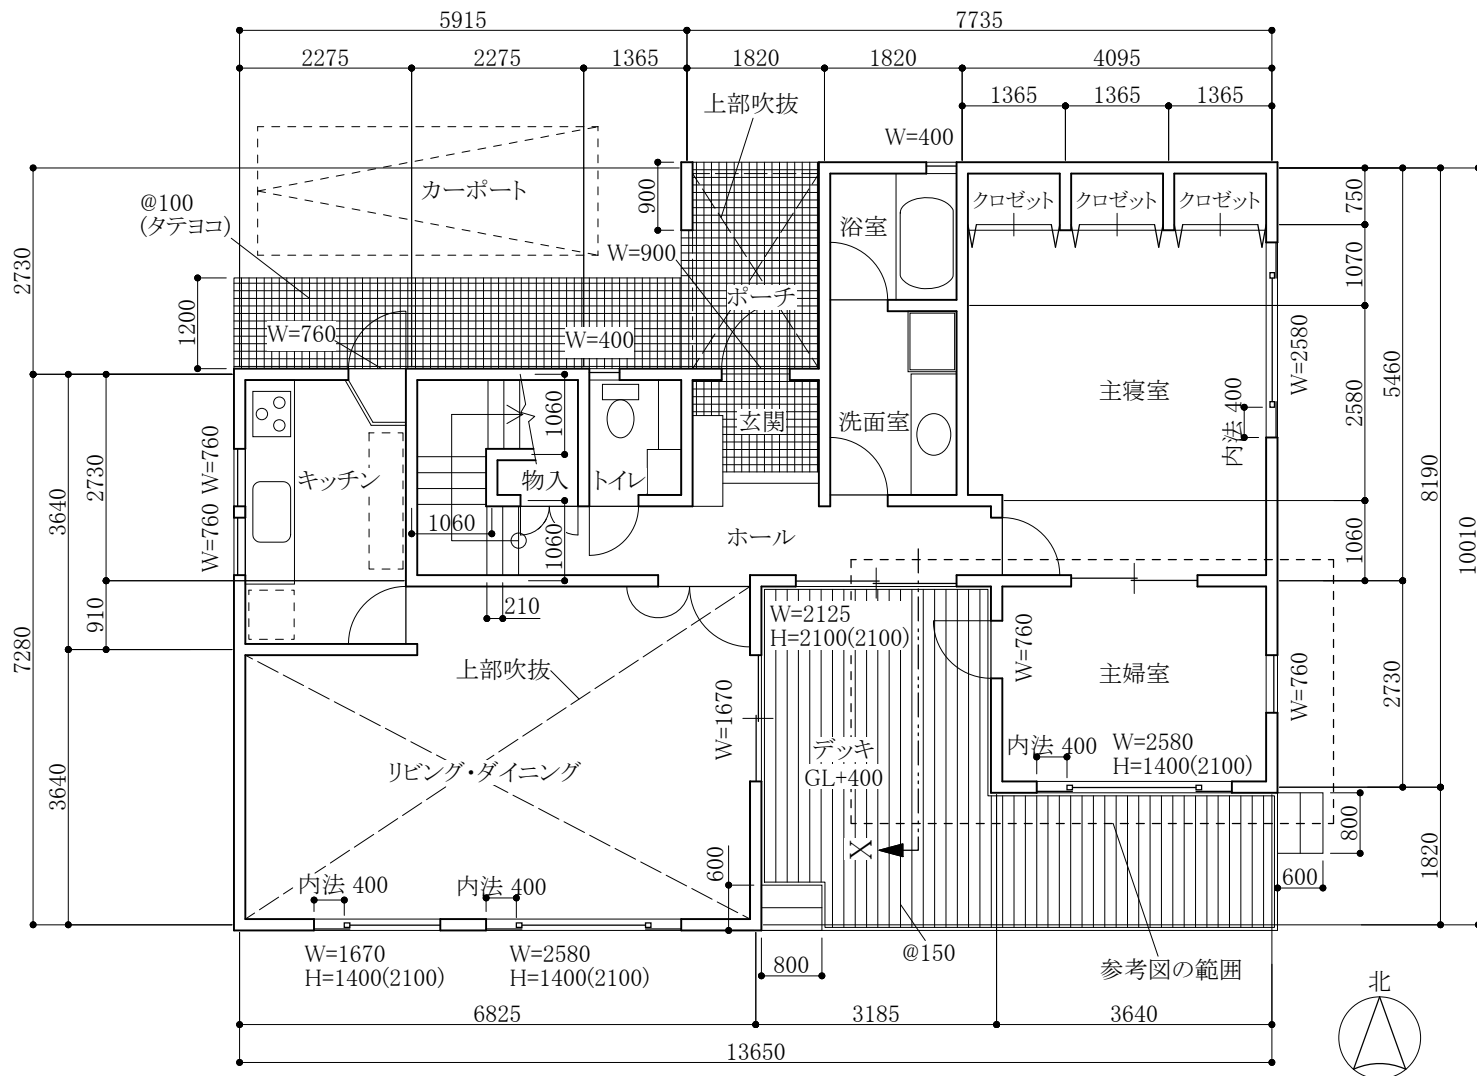 5915
7735
2275
2275
1365
1820
1820
4095
1365
1365
1365
上部吹抜
W=400
カーポート
@100
(タテヨコ)
900
浴室
クロゼット
クロゼット
クロゼット
750
W=900
1070
2730
1200
ポーチ
W=760
W=400
W=2580
5460
主寝室
2580
内法 400
1060
玄関
洗面室
キッチン
物入
トイレ
W=760
W=760
2730
3640
8190
10010
1060
1060
ホール
1060
910
210
W=2125
H=2100(2100)
W=760
7280
上部吹抜
主婦室
W=760
2730
W=1670
デッキ
GL+400
内法 400
W=2580
H=1400(2100)
リビング・ダイニング
3640
X
800
1820
600
600
内法 400
内法 400
W=1670
H=1400(2100)
W=2580
H=1400(2100)
800
@150
参考図の範囲
北
6825
3185
3640
13650